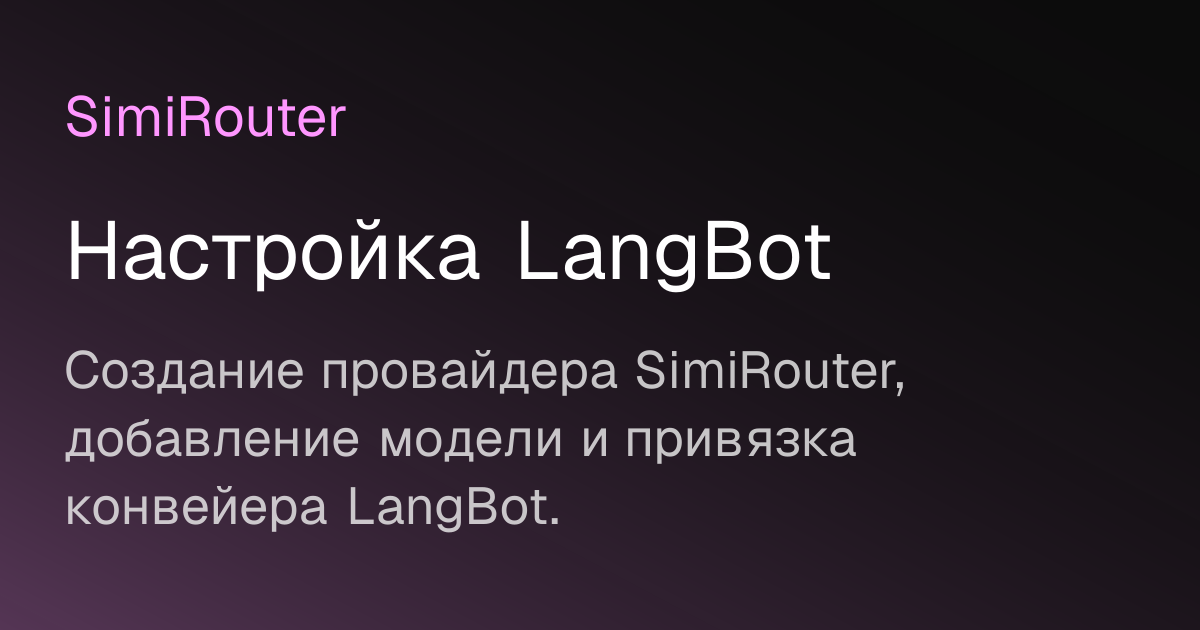 SimiRouter
Настройка LangBot
Создание провайдера SimiRouter,
добавление модели и привязка
конвейера LangBot.